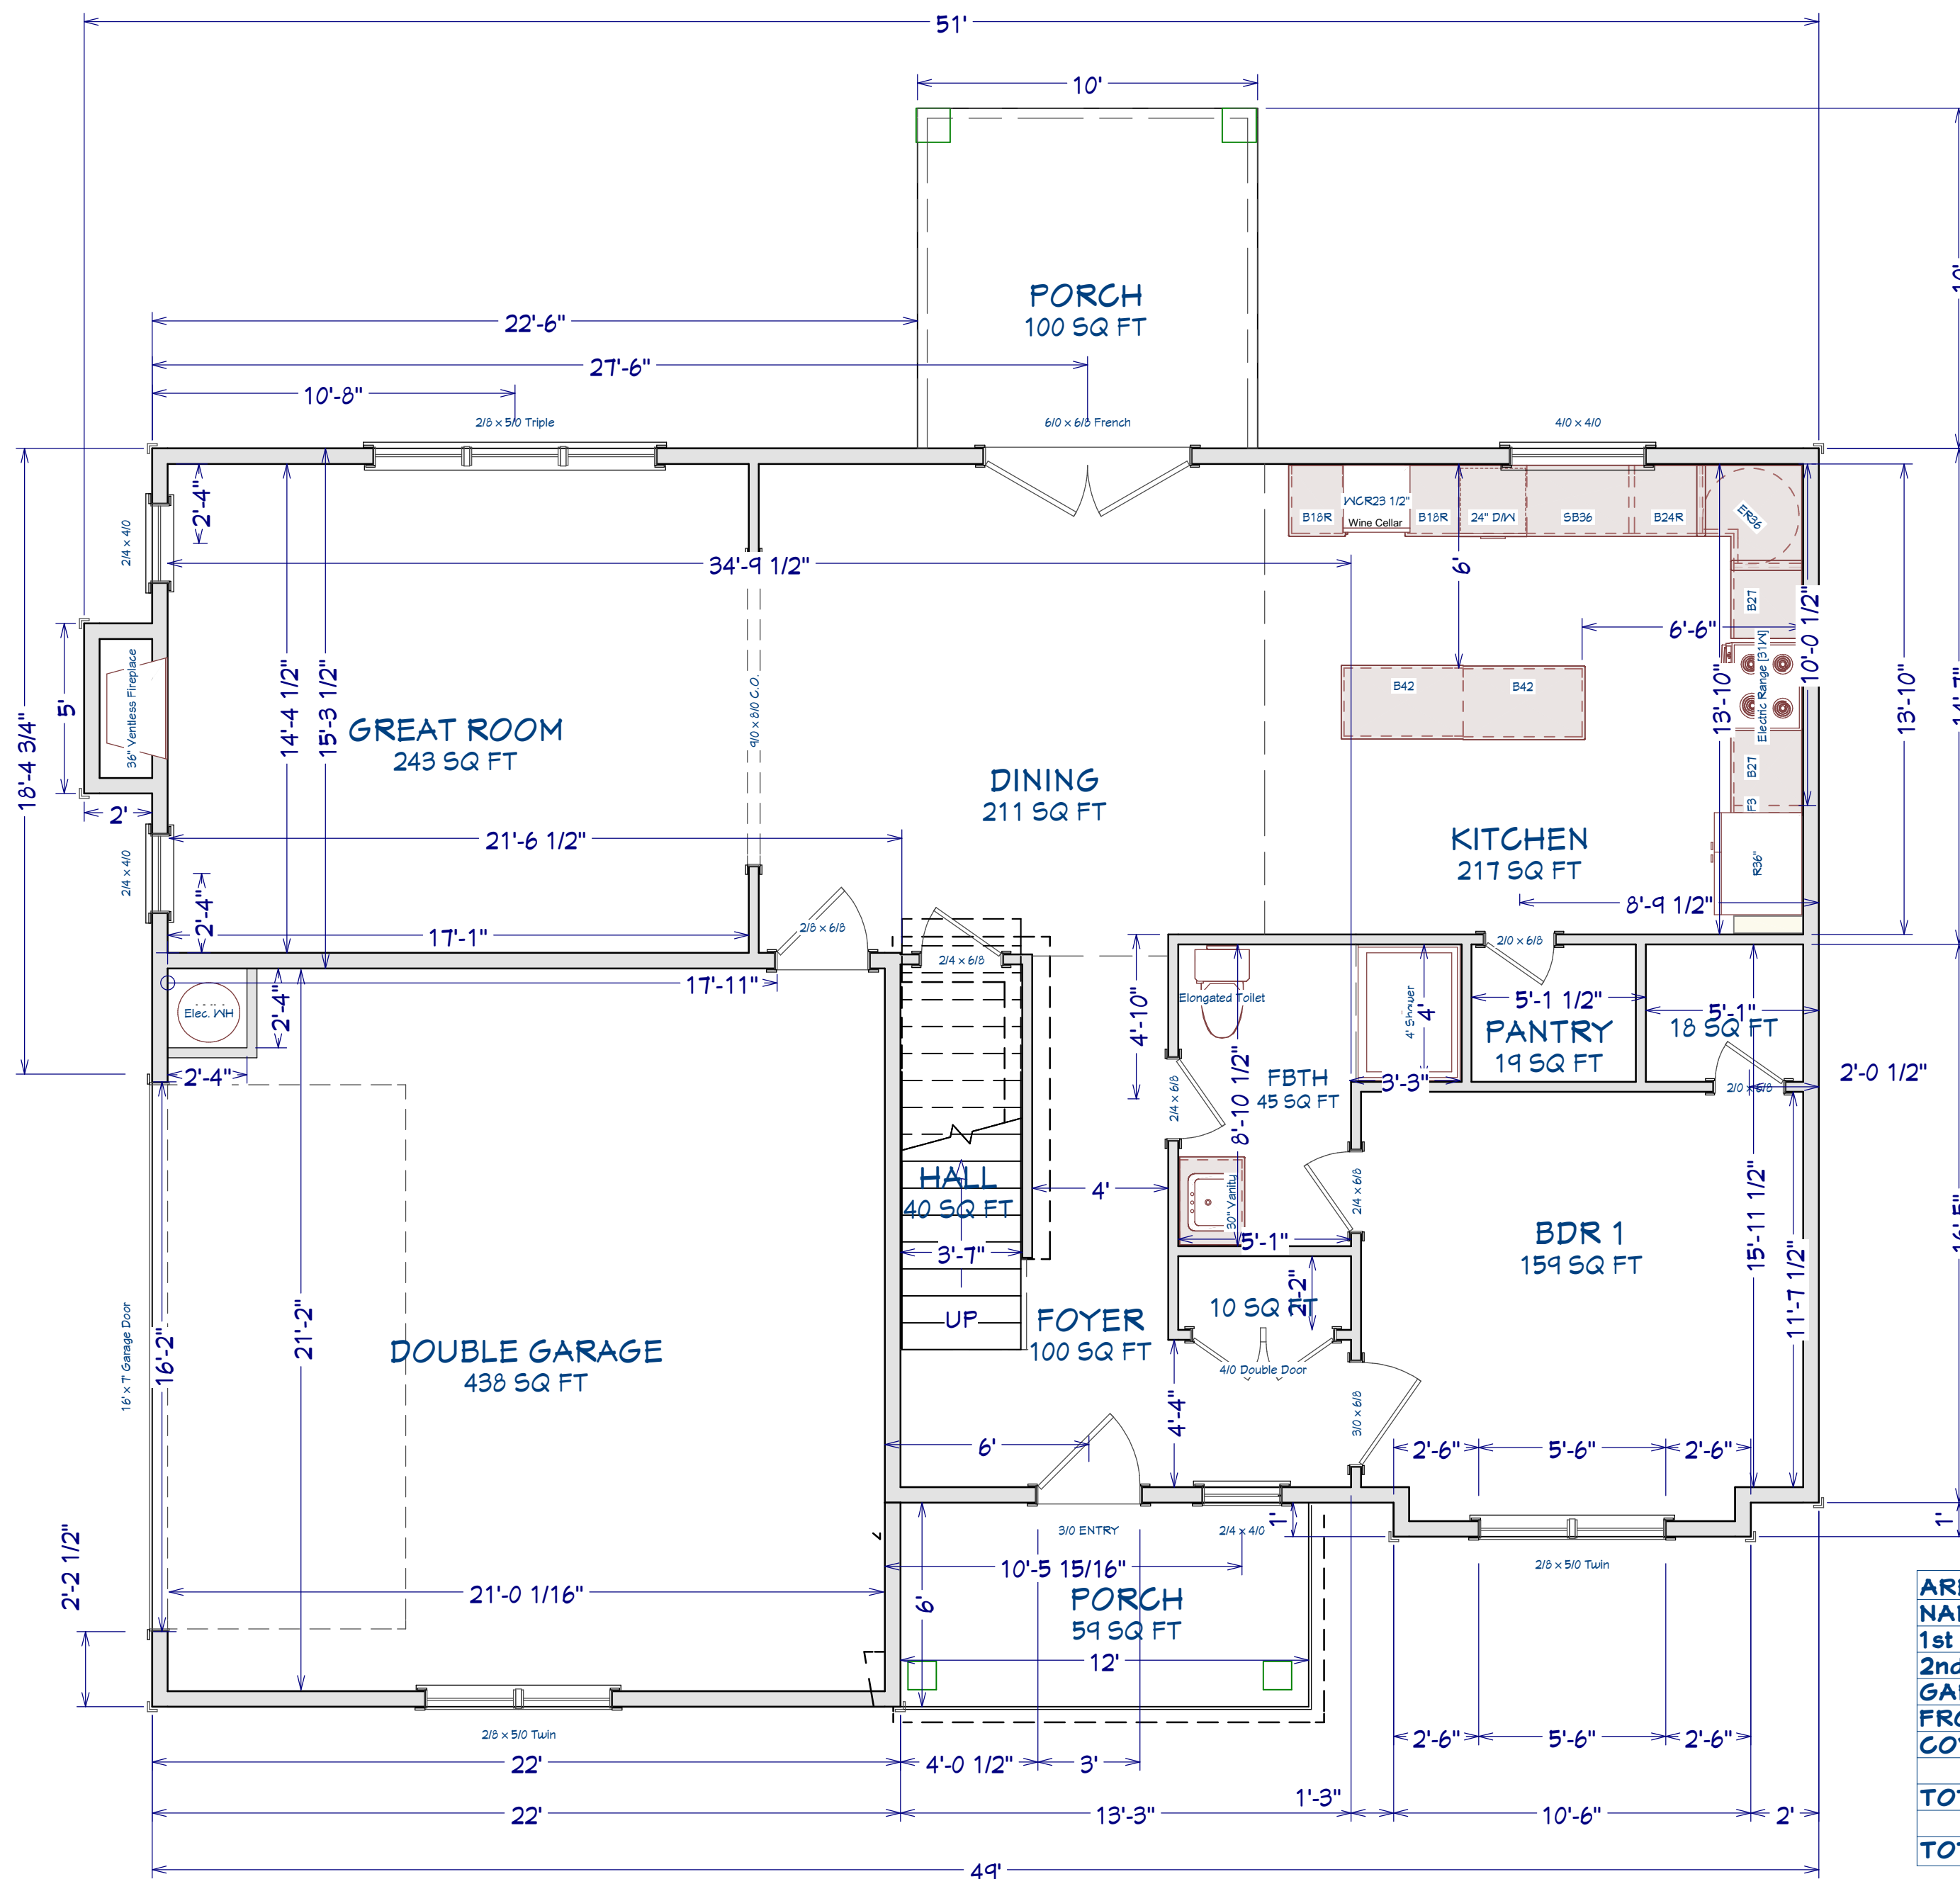 51'
10'
PORCH
100 SQ FT
22'-6"
27'-6"
10'-8"
2/8 x 5/0 Triple
6/0 x 6/8 French
4/0 x 4/0
10'
2'-4"
2/4 x 4/0
34'-9 1/2"
B18R
WCR23 1/2"
Wine Cellar
B18R
24" D/W
SB36
B24R
ER36
6'
B27
6'-6"
10'-0 1/2"
Electric Range [31W]
B42
B42
13'-10"
13'-10"
14'-7"
B27
F3
R36"
18'-4 3/4"
5'
36" Ventless Fireplace
2'
14'-4 1/2"
15'-3 1/2"
GREAT ROOM
243 SQ FT
9/0 x 8/0 C.O.
DINING
211 SQ FT
KITCHEN
217 SQ FT
21'-6 1/2"
2/4 x 4/0
2'-4"
17'-1"
2/8 x 6/8
8'-9 1/2"
2/4 x 6/8
2/0 x 6/8
17'-11"
Elec. WH
2'-4"
2'-4"
4'-10"
Elongated Toilet
4' Shower
4'
5'-1 1/2"
PANTRY
19 SQ FT
5'-1"
18 SQ FT
2'-0 1/2"
2/0 x 6/8
FBTH
45 SQ FT
3'-3"
8'-10 1/2"
2/4 x 6/8
HALL
40 SQ FT
4'
30" Vanity
2/4 x 6/8
5'-1"
3'-7"
BDR 1
159 SQ FT
15'-11 1/2"
11'-7 1/2"
16'-5"
2'-2"
10 SQ FT
UP
FOYER
100 SQ FT
4/0 Double Door
DOUBLE GARAGE
438 SQ FT
21'-2"
16'-2"
16' x 7' Garage Door
4'-4"
3/0 x 6/8
6'
2'-6"
5'-6"
2'-6"
3/0 ENTRY
2/4 x 4/0
1'
1'
10'-5 15/16"
2/8 x 5/0 Twin
2'-2 1/2"
21'-0 1/16"
6'
PORCH
59 SQ FT
12'
2/8 x 5/0 Twin
2'-6"
5'-6"
2'-6"
22'
4'-0 1/2"
3'
22'
13'-3"
1'-3"
10'-6"
2'
49'
1st